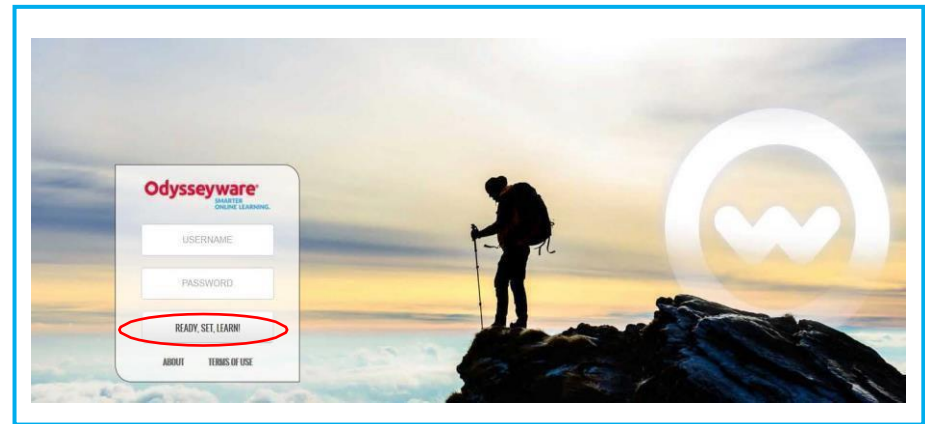 Odysseyware®
SMARTER
ONLINE LEARNING.
USERNAME
PASSWORD
READY, SET, LEARN!
ABOUT TERMS OF USE